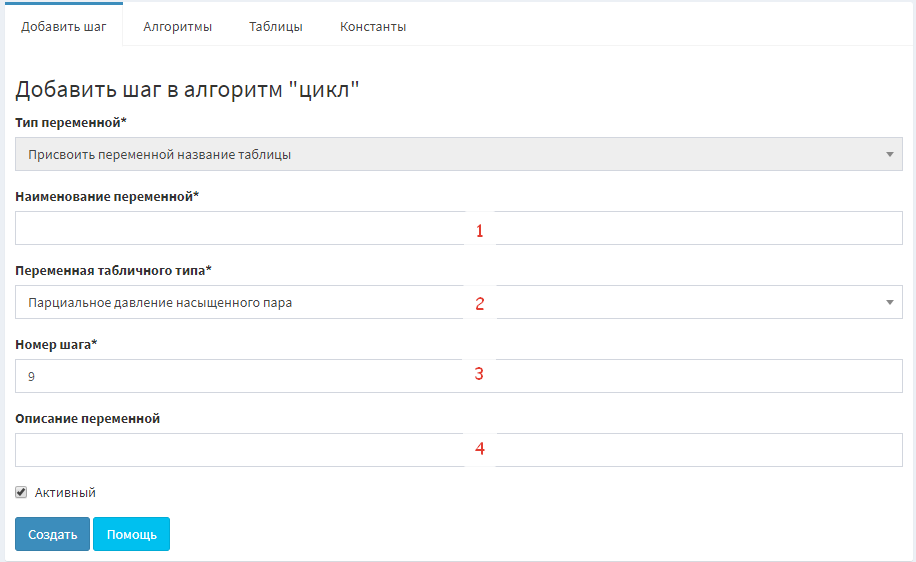 Добавить шаг Алгоритмы Таблицы Константы
Добавить шаг в алгоритм "цикл"
Тип переменной*
Присвоить переменной название таблицы
Наименование переменной*
1
Переменная табличного типа*
Парциальное давление насыщенного пара 2
Номер шага*
9 3
Описание переменной
4
Активный
Создать Помощь